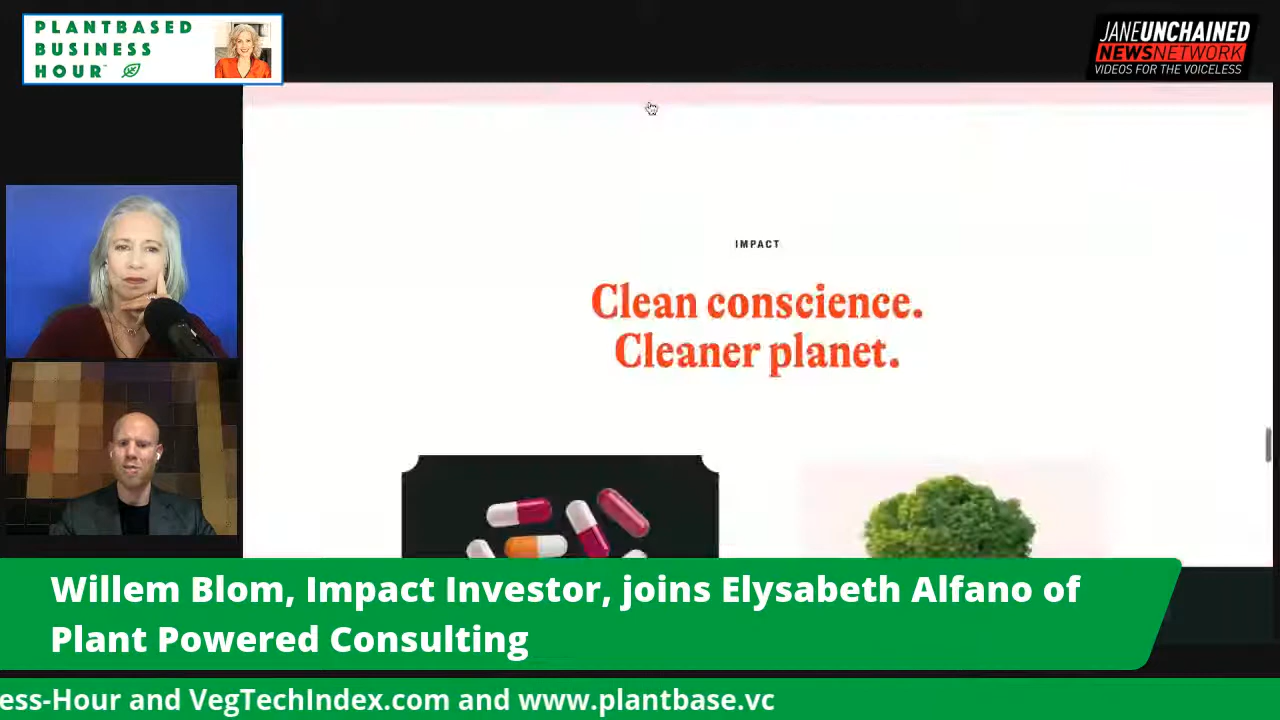 PLANTBASED
BUSINESS
HOUR
JANEUNCHAINED
NEWSNETWORK
VIDEOS FOR THE VOICELESS
IMPACT
Clean conscience.
Cleaner planet.
Willem Blom, Impact Investor, joins Elysabeth Alfano of
Plant Powered Consulting
ess-Hour and VegTechIndex.com and www.plantbase.vc